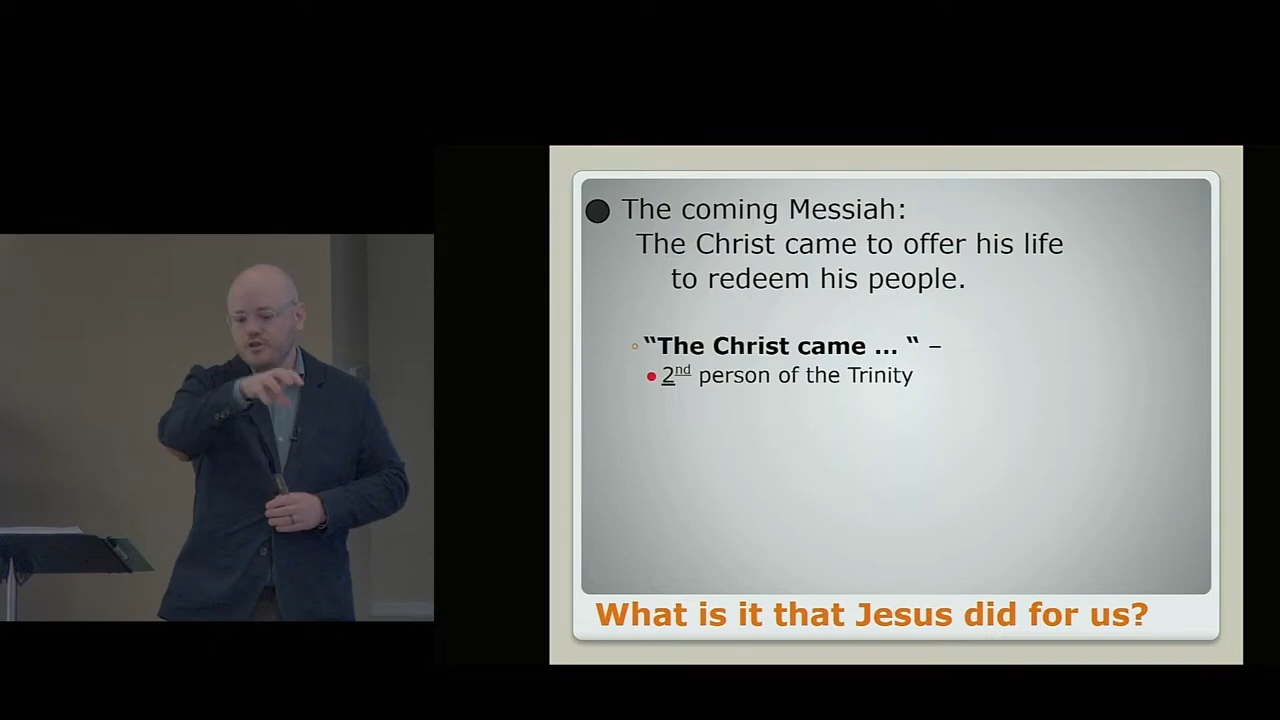 The coming Messiah:
The Christ came to offer his life
to redeem his people.
“The Christ came ... “ –
2nd person of the Trinity
What is it that Jesus did for us?